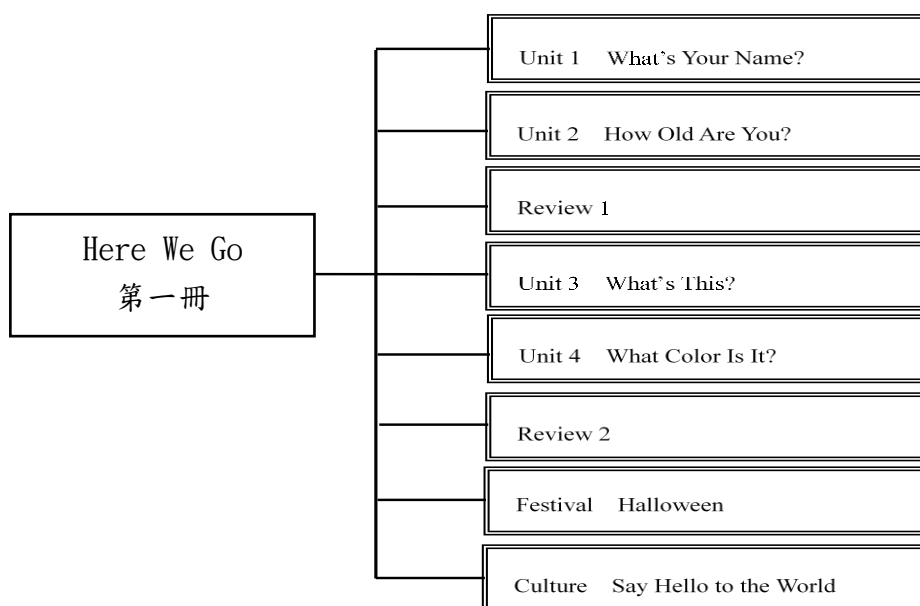 Here We Go
第一冊
Unit 1 What's Your Name?
Unit 2 How Old Are You?
Review 1
Unit 3 What's This?
Unit 4 What Color Is It?
Review 2
Festival Halloween
Culture Say Hello to the World